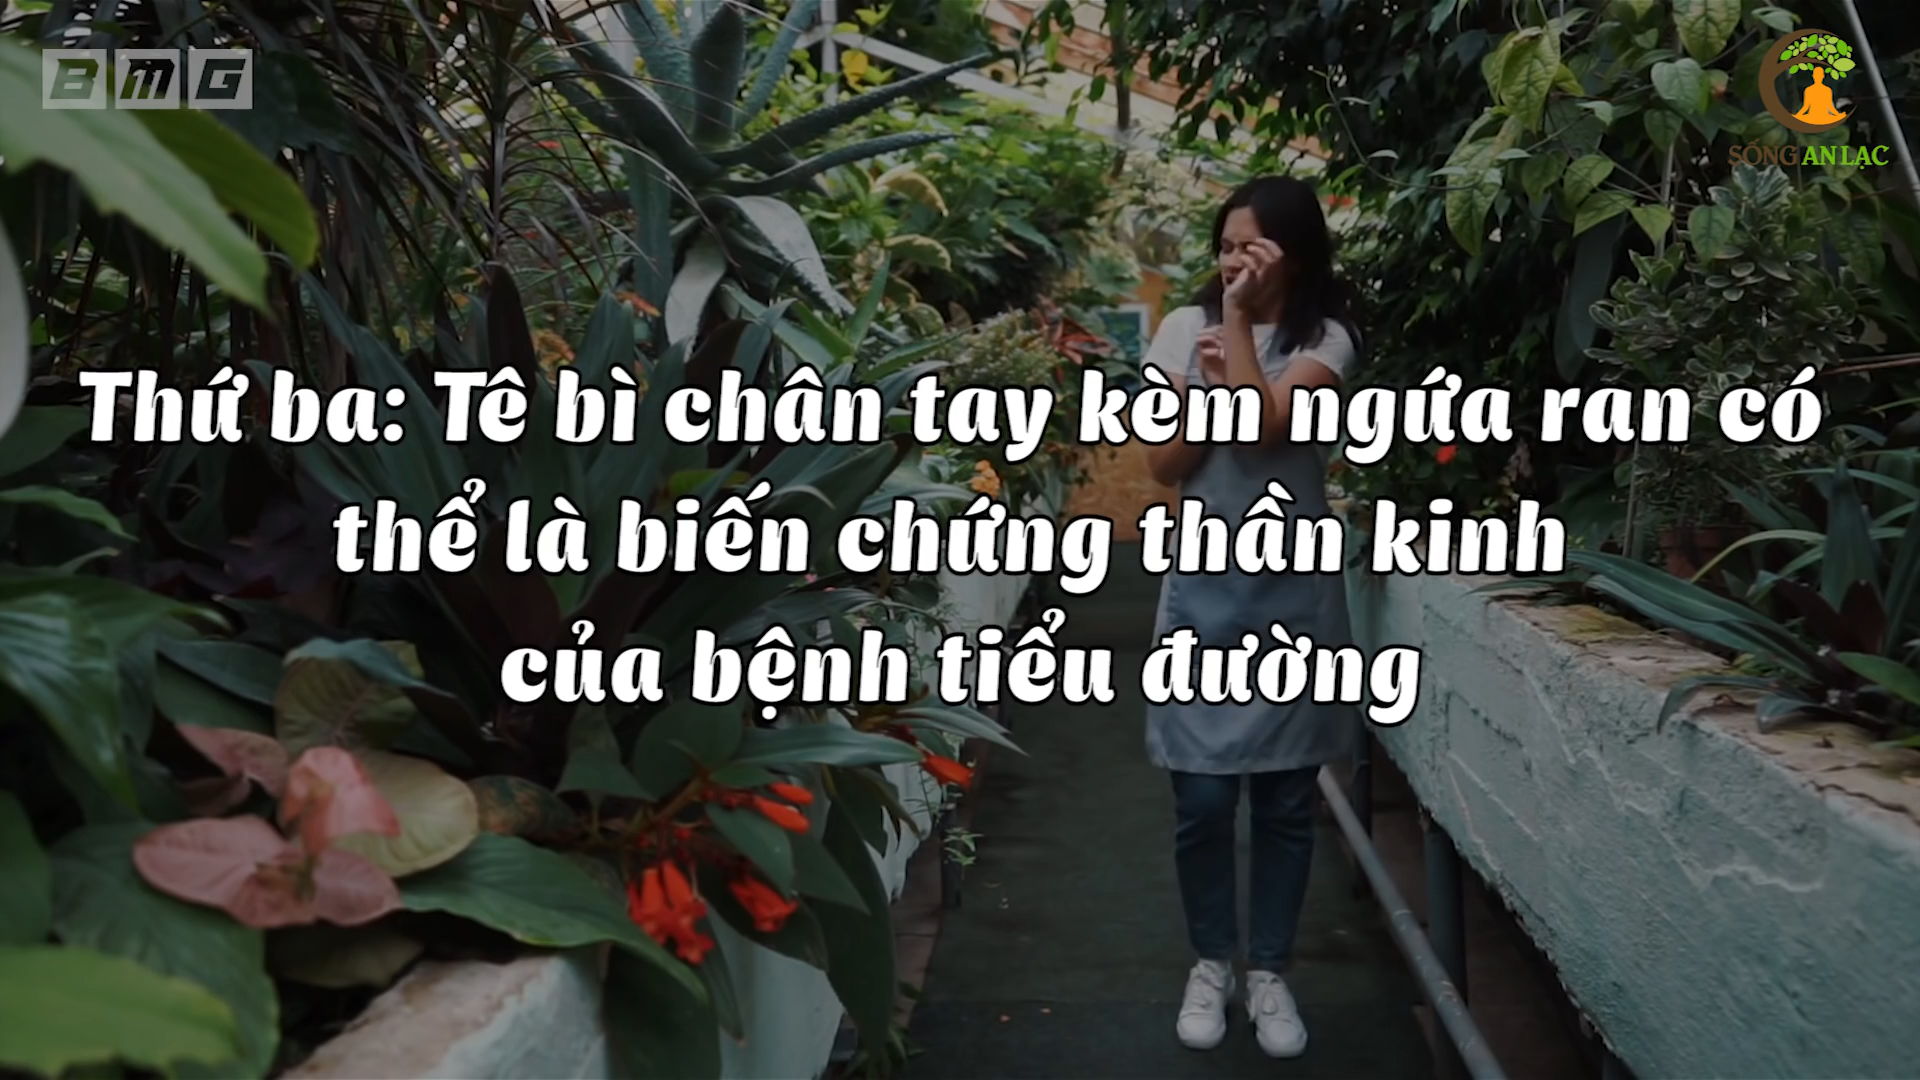 BMG
SỐNG AN LẠC
Thứ ba: Tê bì chân tay kèm ngứa ran có
thể là biến chứng thần kinh
của bệnh tiểu đường